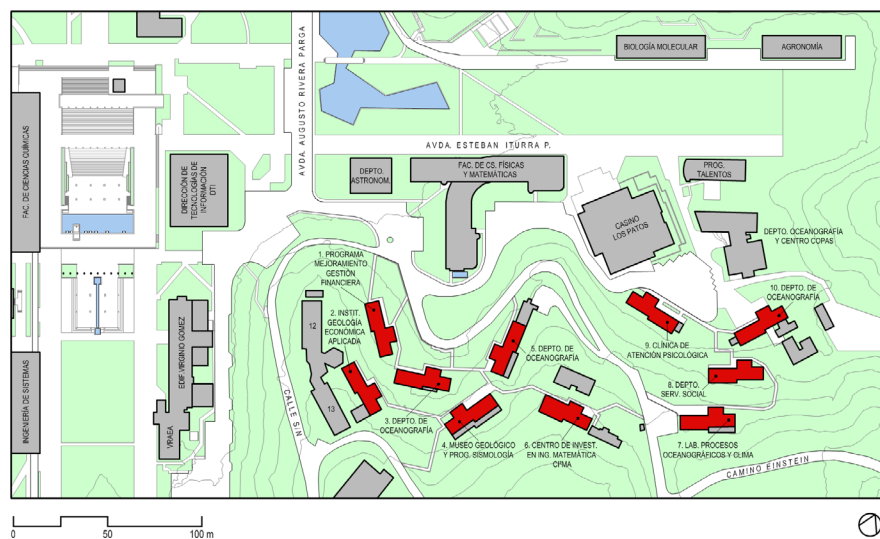 BIOLOGÍA MOLECULAR
AGRONOMÍA
AVDA. AUGUSTO RIVERA PARGA
AVDA. ESTEBAN ITURRA P.
FAC. DE CIENCIAS QUÍMICAS
DIRECCIÓN DE
TECNOLOGÍAS DE
INFORMACIÓN
DTI
DEPTO.
ASTRONOM.
FAC. DE CS. FÍSICAS
Y MATEMÁTICAS
PROG.
TALENTOS
CASINO
LOS PATOS
DEPTO. OCEANOGRAFÍA
Y CENTRO COPAS
1. PROGRAMA
MEJORAMIENTO
GESTIÓN
FINANCIERA
2. INSTIT.
GEOLOGÍA
ECONÓMICA
APLICADA
10. DEPTO. DE
OCEANOGRAFÍA
12
13
EDIF. VIRGINIO GOMEZ
VRAEA
INGENIERÍA DE SISTEMAS
CALLE S/N
5. DEPTO. DE
OCEANOGRAFÍA
9. CLÍNICA DE
ATENCIÓN PSICOLÓGICA
8. DEPTO.
SERV. SOCIAL
3. DEPTO. DE
OCEANOGRAFÍA
4. MUSEO GEOLÓGICO
Y PROG. SISMOLOGÍA
6. CENTRO DE INVEST.
EN ING. MATEMÁTICA
CI²MA
7. LAB. PROCESOS
OCEANOGRÁFICOS Y CLIMA
CAMINO EINSTEIN
0 50 100 m